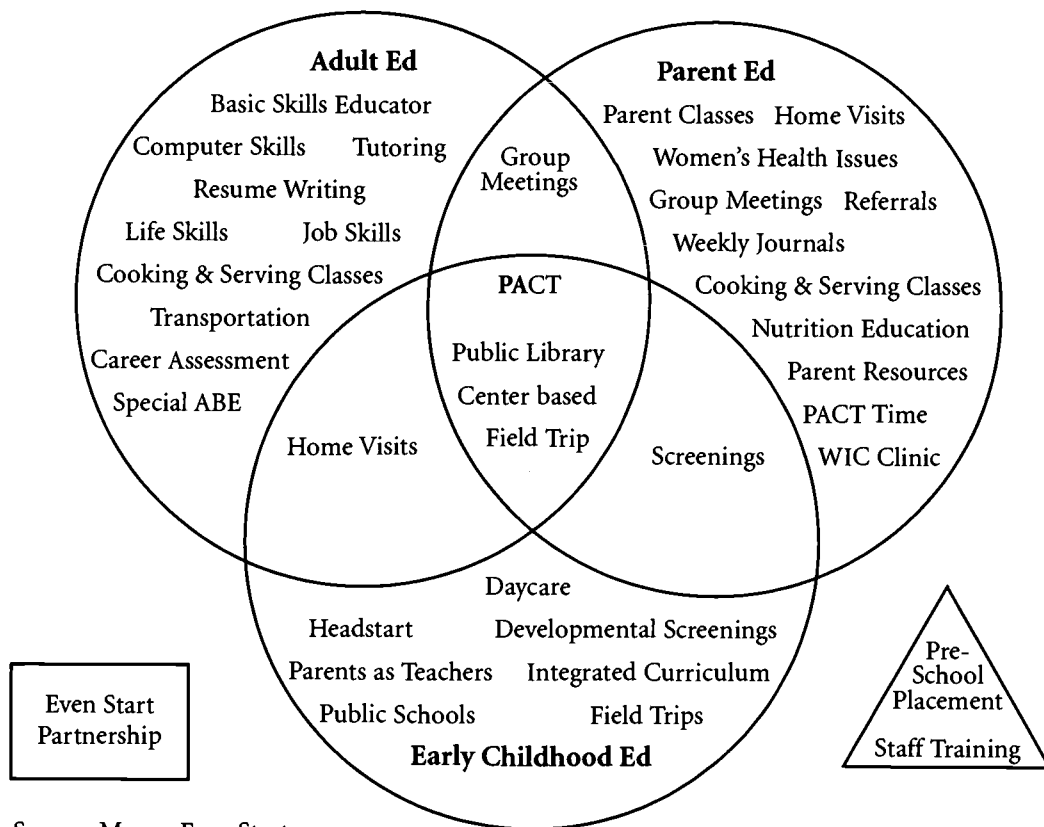 Adult Ed
Basic Skills Educator
Computer Skills Tutoring
Resume Writing
Life Skills Job Skills
Cooking & Serving Classes
Transportation
Career Assessment
Special ABE
Group
Meetings
Parent Ed
Parent Classes Home Visits
Women's Health Issues
Group Meetings Referrals
Weekly Journals
Cooking & Serving Classes
Nutrition Education
Parent Resources
PACT Time
WIC Clinic
PACT
Public Library
Center based
Field Trip
Home Visits
Screenings
Daycare
Headstart Developmental Screenings
Parents as Teachers Integrated Curriculum
Public Schools Field Trips
Early Childhood Ed
Even Start
Partnership
Pre-
School
Placement
Staff Training